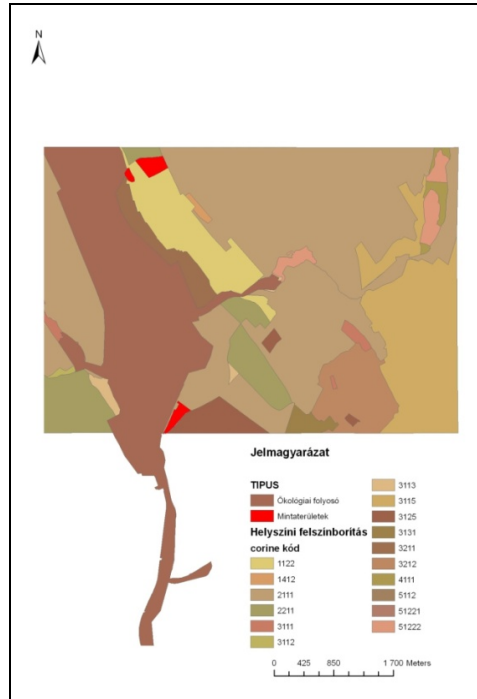 N
Jelmagyarázat
TIPUS
Ökológiai folyosó
Mintaterületek
Helyszíni felszínborítás
corine kód
1122
1412
2111
2211
3111
3112
3113
3115
3125
3131
3211
3212
4111
5112
51221
51222
0 425 850 1 700 Meters